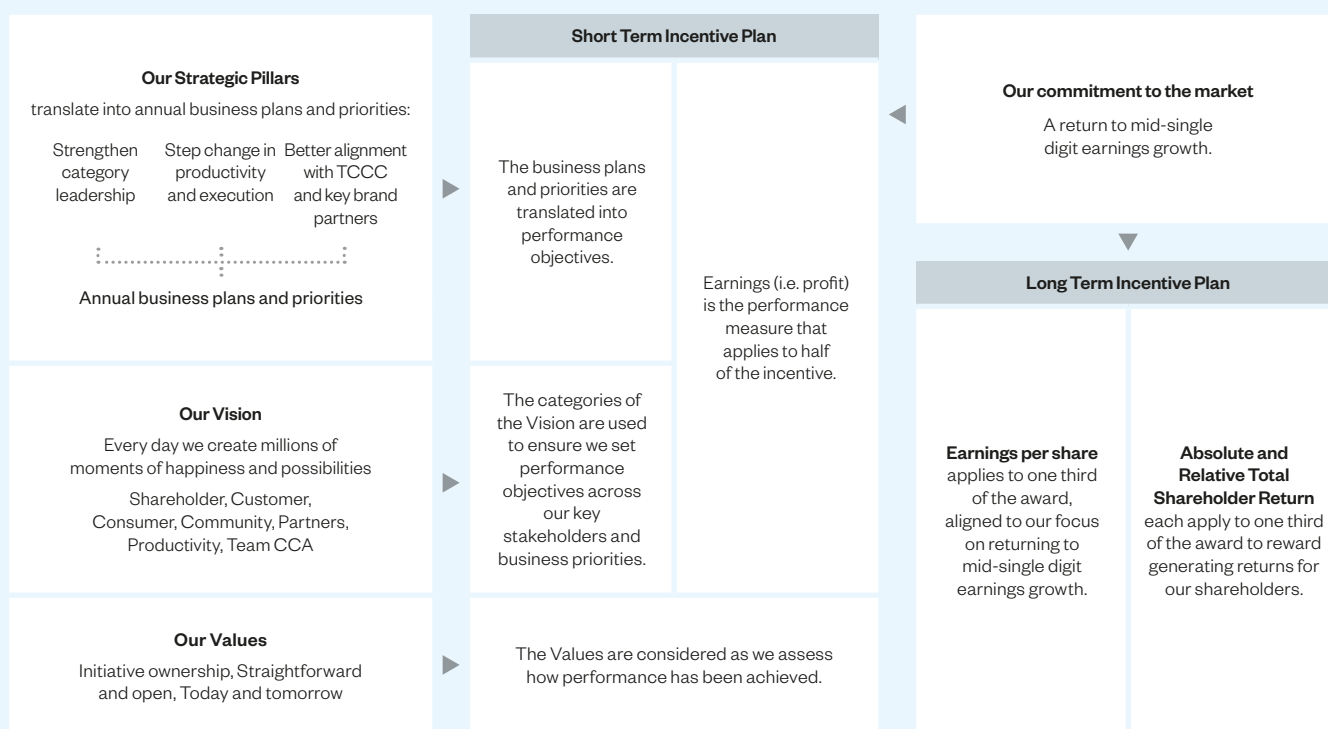 Our Strategic Pillars
translate into annual business plans and priorities:
Strengthen
category
leadership
Step change in
productivity
and execution
Better alignment
with TCCC
and key brand
partners
Annual business plans and priorities
Our Vision
Every day we create millions of
moments of happiness and possibilities
Shareholder, Customer,
Consumer, Community, Partners,
Productivity, Team CCA
Our Values
Initiative ownership, Straightforward
and open, Today and tomorrow
Short Term Incentive Plan
The business plans
and priorities are
translated into
performance
objectives.
The categories of
the Vision are used
to ensure we set
performance
objectives across
our key
stakeholders and
business priorities.
Earnings (i.e. profit)
is the performance
measure that
applies to half
of the incentive.
The Values are considered as we assess
how performance has been achieved.
Our commitment to the market
A return to mid-single
digit earnings growth.
Long Term Incentive Plan
Earnings per share
applies to one third
of the award,
aligned to our focus
on returning to
mid-single digit
earnings growth.
Absolute and
Relative Total
Shareholder Return
each apply to one third
of the award to reward
generating returns for
our shareholders.